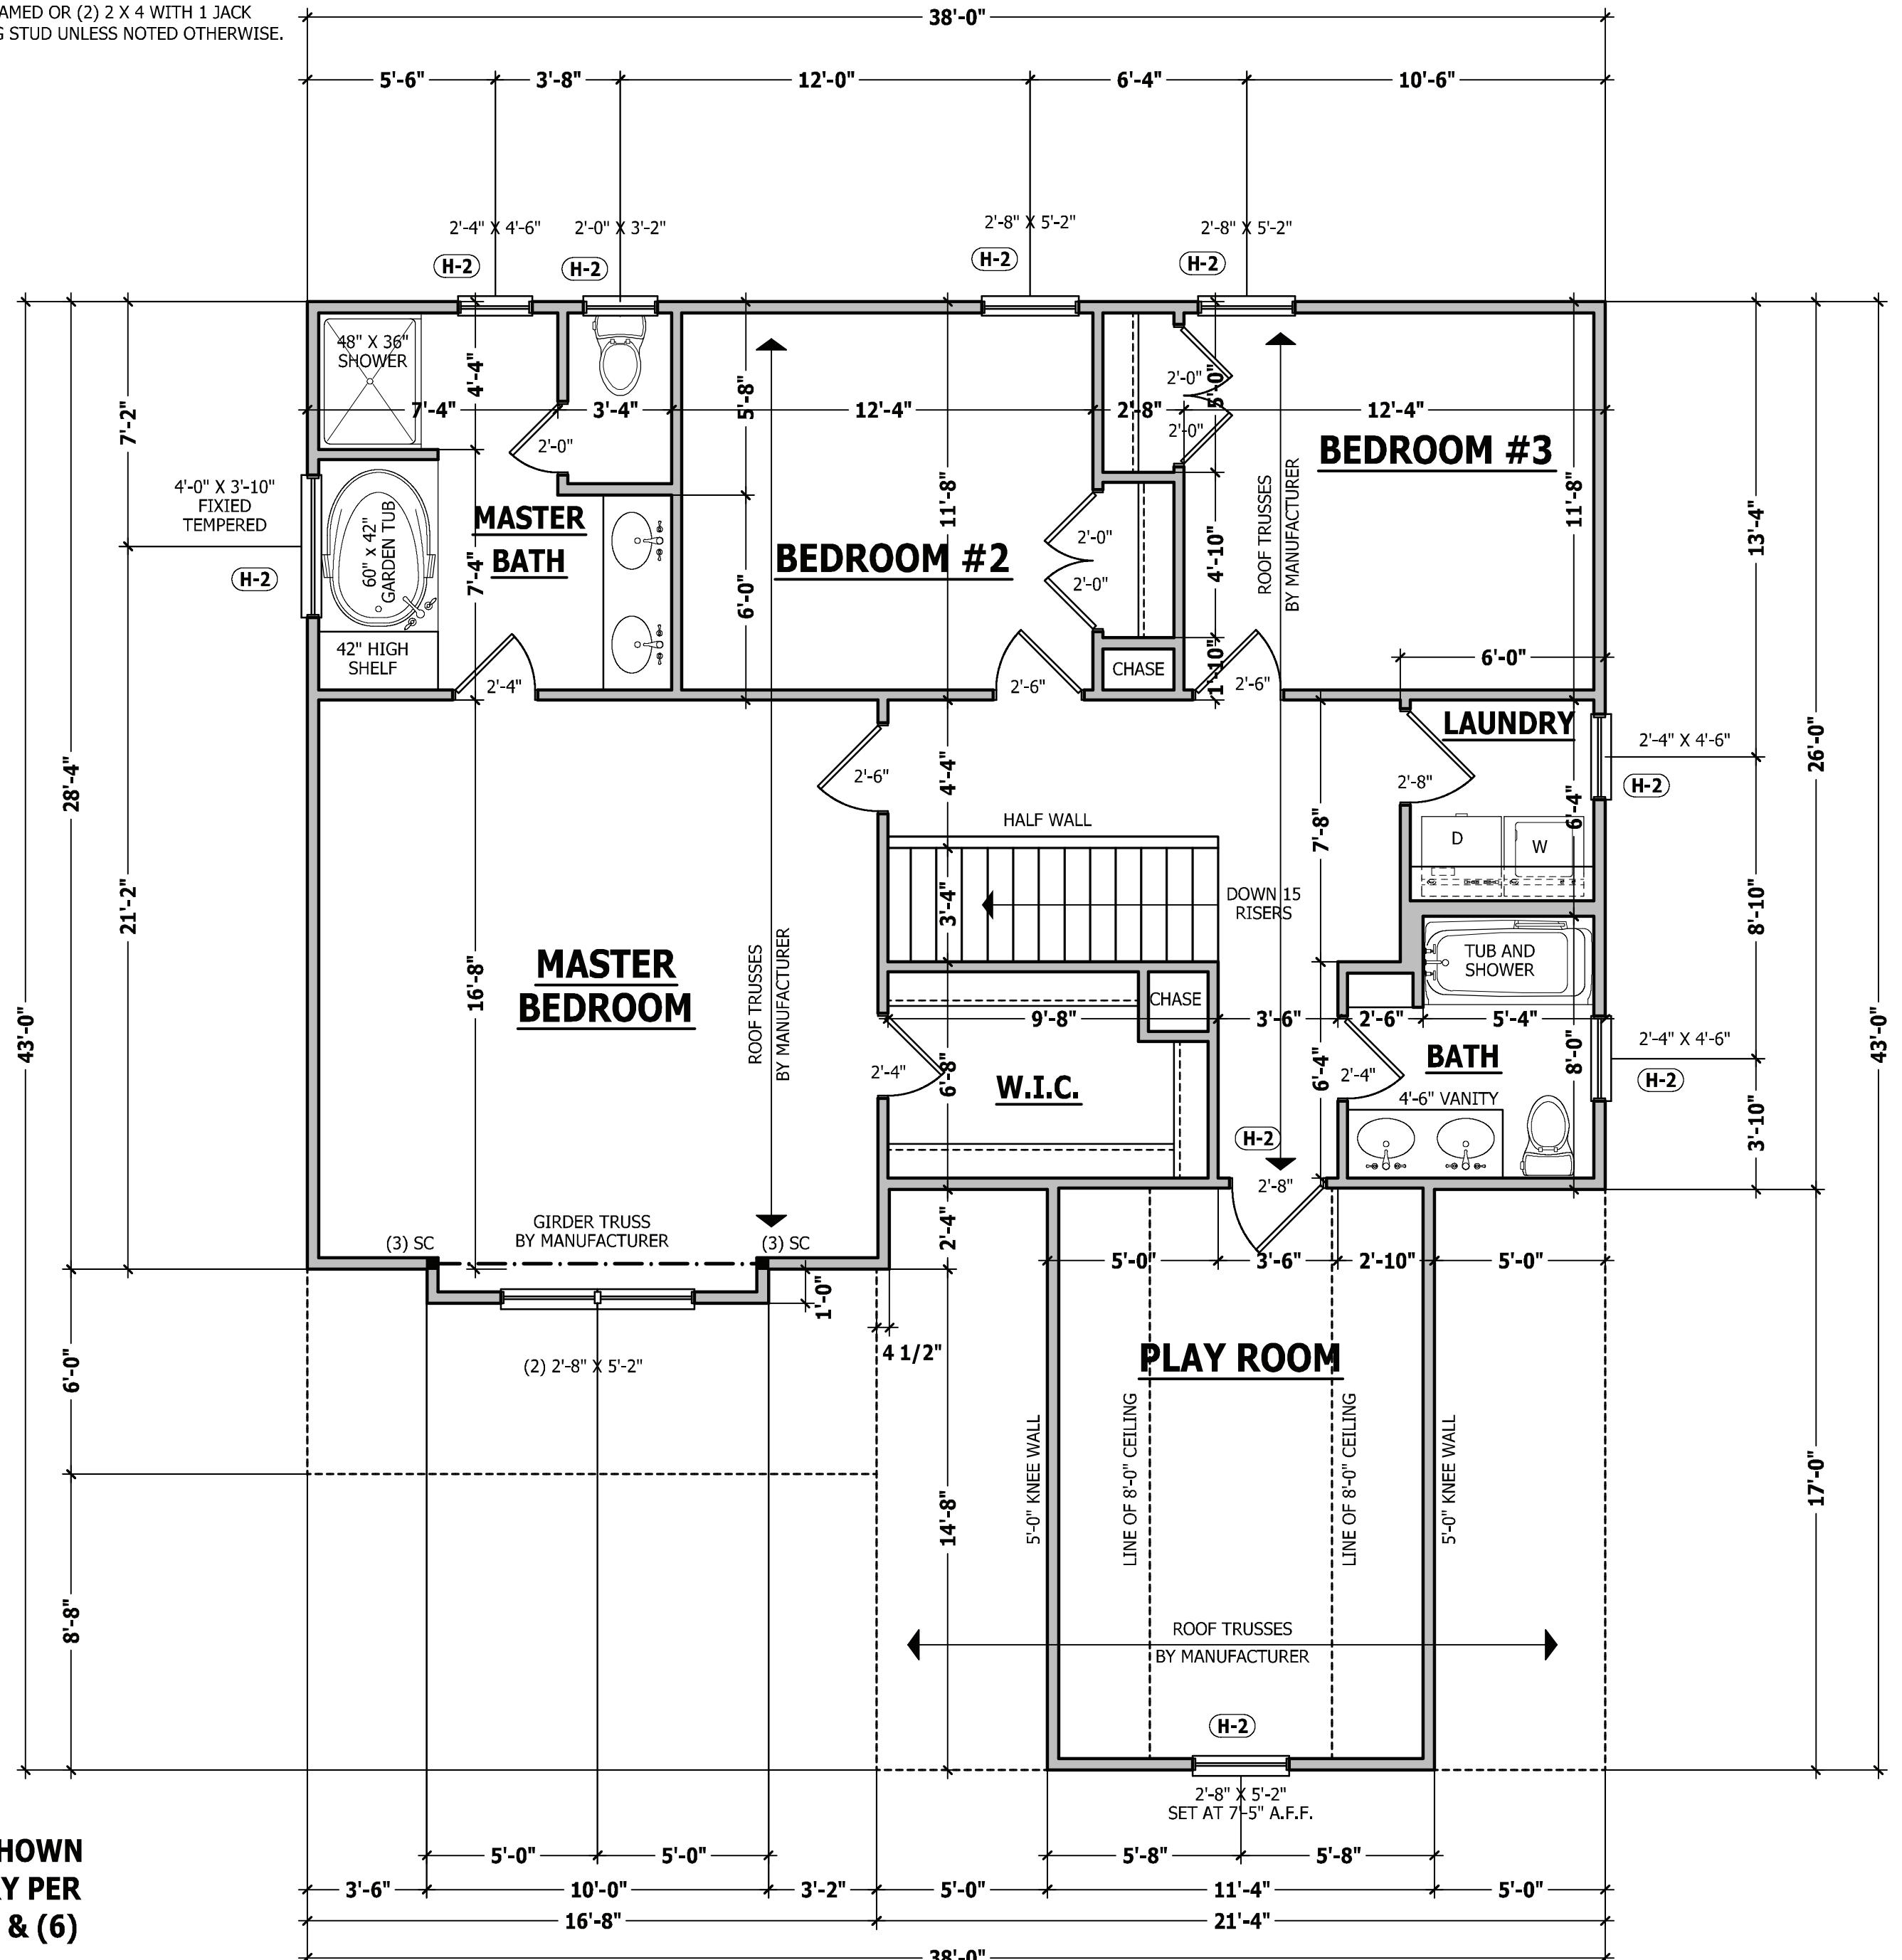 AMED OR (2) 2 X 4 WITH 1 JACK
G STUD UNLESS NOTED OTHERWISE.
38'-0"
5'-6" 3'-8" 12'-0" 6'-4" 10'-6"
2'-4" X 4'-6" 2'-0" X 3'-2" 2'-8" X 5'-2" 2'-8" X 5'-2"
H-2 H-2 H-2 H-2
48" X 36"
SHOWER
4'-4"
7'-4" 3'-4" 12'-4" 2'-8" 12'-4"
5'-8"
2'-0"
5'-0"
2'-0"
2'-0"
BEDROOM #3
7'-2"
4'-0" X 3'-10"
FIXIED
TEMPERED
H-2
60" x 42"
GARDEN TUB
MASTER
BATH
7'-4"
42" HIGH
SHELF
2'-4"
BEDROOM #2
11'-8"
6'-0"
2'-0"
2'-0"
4'-10"
ROOF TRUSSES
BY MANUFACTURER
11'-8"
13'-4"
CHASE
1'-10"
2'-6"
2'-6"
6'-0"
LAUNDRY
2'-4" X 4'-6"
H-2
26'-0"
28'-4"
2'-6"
4'-4"
2'-8"
HALF WALL
7'-8"
6'-4"
D
W
21'-2"
3'-4"
DOWN 15
RISERS
8'-10"
MASTER
BEDROOM
16'-8"
ROOF TRUSSES
BY MANUFACTURER
TUB AND
SHOWER
CHASE
9'-8" 3'-6" 2'-6" 5'-4"
43'-0"
43'-0"
2'-4" X 4'-6"
H-2
BATH
8'-0"
2'-4"
6'-8"
W.I.C.
6'-4"
2'-4"
4'-6" VANITY
3'-10"
H-2
2'-8"
GIRDER TRUSS
BY MANUFACTURER
(3) SC
(3) SC
2'-4"
5'-0" 3'-6" 2'-10" 5'-0"
1'-0"
4 1/2"
(2) 2'-8" X 5'-2"
6'-0"
PLAY ROOM
5'-0" KNEE WALL
LINE OF 8'-0" CEILING
LINE OF 8'-0" CEILING
5'-0" KNEE WALL
14'-8"
17'-0"
8'-8"
ROOF TRUSSES
BY MANUFACTURER
H-2
2'-8" X 5'-2"
SET AT 7'-5" A.F.F.
HOWN
Y PER
& (6)
5'-0" 5'-0" 5'-8" 5'-8"
3'-6" 10'-0" 3'-2" 5'-0" 11'-4" 5'-0"
16'-8" 21'-4"
38'-0"